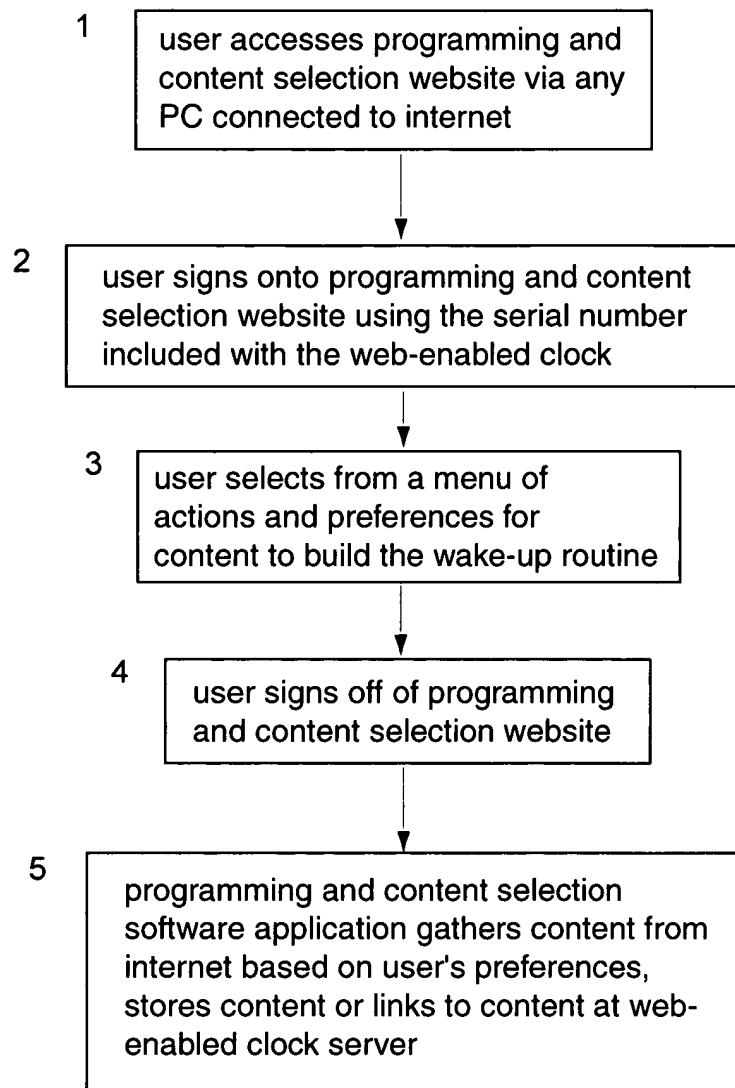 1
user accesses programming and
content selection website via any
PC connected to internet
2
user signs onto programming and content
selection website using the serial number
included with the web-enabled clock
3
user selects from a menu of
actions and preferences for
content to build the wake-up routine
4
user signs off of programming
and content selection website
5
programming and content selection
software application gathers content from
internet based on user's preferences,
stores content or links to content at web-
enabled clock server